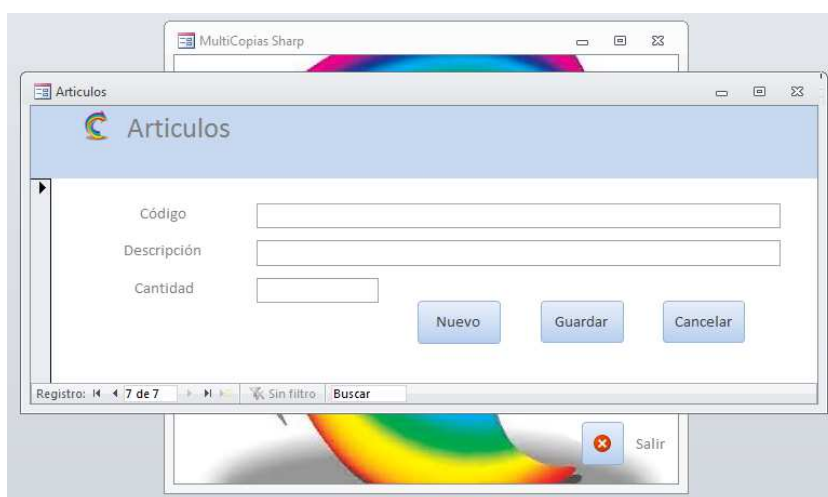 MultiCopias Sharp
Articulos
Articulos
Código
Descripción
Cantidad
Nuevo Guardar Cancelar
Registro: 7 de 7 Sin filtro Buscar
Salir